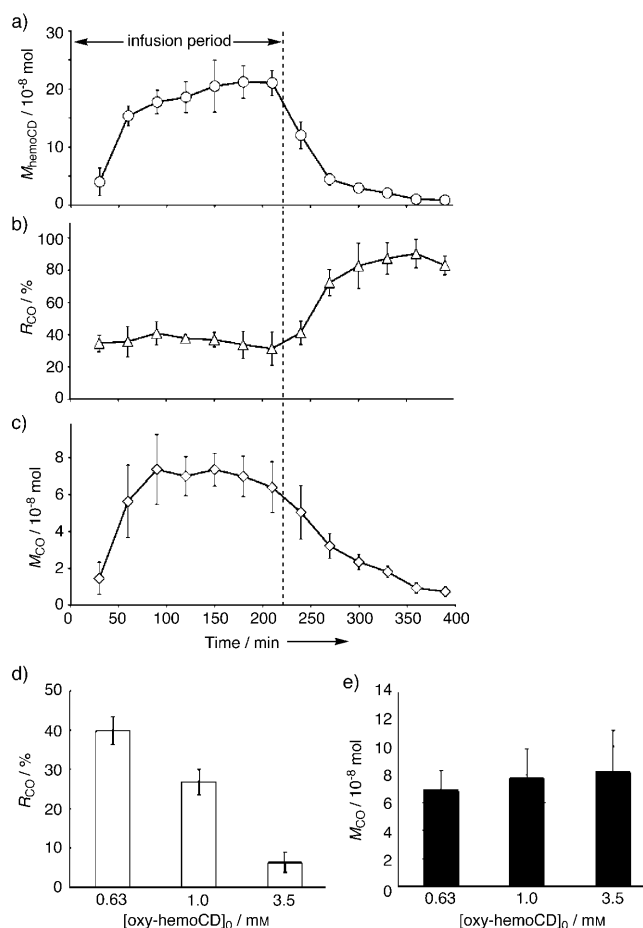 a)
infusion period
M_hemoCD / 10^-8 mol
30
20
10
0
b)
R_CO / %
100
80
60
40
20
0
c)
M_CO / 10^-8 mol
8
6
4
2
0
0 50 100 150 200 250 300 350 400
Time / min
d)
R_CO / %
50
40
30
20
10
0
0.63 1.0 3.5
[oxy-hemoCD]0 / mM
e)
M_CO / 10^-8 mol
14
12
10
8
6
4
2
0
0.63 1.0 3.5
[oxy-hemoCD]0 / mM